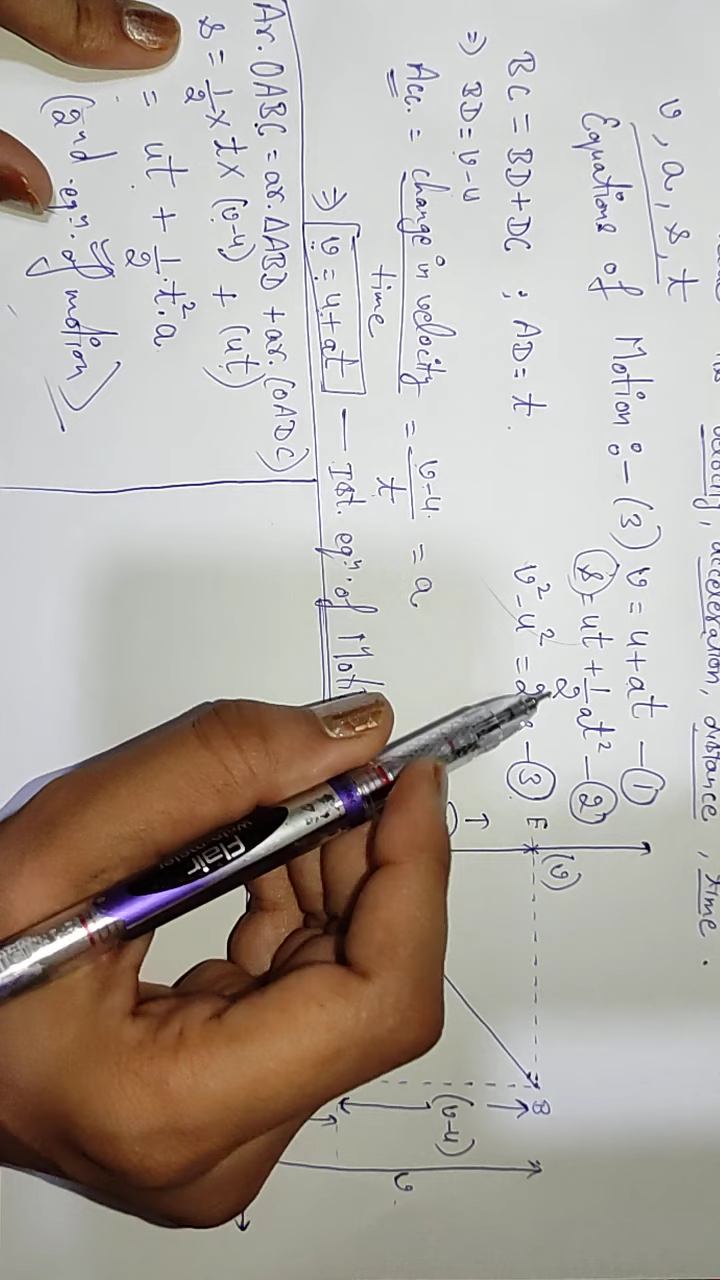 velocity, acceleration, distance, time.
v, a, s, t
Equations of Motion :- (3) v = u + at - ①
s = ut + 1/2 at² - ②
v² - u² = 2 - ③
BC = BD + DC ; AD = t.
⇒ BD = v - u
Acc. = change in velocity / time = v-u / t = a
⇒ v = u + at — Ist. eqⁿ. of Mot
Ar. OABC = ar. ΔABD + ar. (OADC)
s = 1/2 × t × (v-u) + (ut)
= ut + 1/2 · t² · a
(2nd. eqⁿ. of motion)
E (v)
B
(v-u)
v
Flair